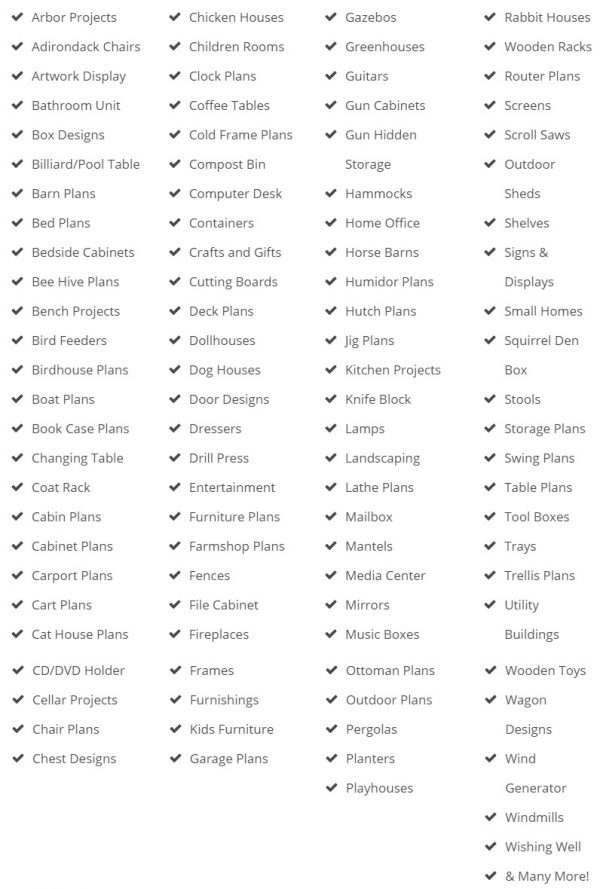 Arbor Projects
Adirondack Chairs
Artwork Display
Bathroom Unit
Box Designs
Billiard/Pool Table
Barn Plans
Bed Plans
Bedside Cabinets
Bee Hive Plans
Bench Projects
Bird Feeders
Birdhouse Plans
Boat Plans
Book Case Plans
Changing Table
Coat Rack
Cabin Plans
Cabinet Plans
Carport Plans
Cart Plans
Cat House Plans
CD/DVD Holder
Cellar Projects
Chair Plans
Chest Designs
Chicken Houses
Children Rooms
Clock Plans
Coffee Tables
Cold Frame Plans
Compost Bin
Computer Desk
Containers
Crafts and Gifts
Cutting Boards
Deck Plans
Dollhouses
Dog Houses
Door Designs
Dressers
Drill Press
Entertainment
Furniture Plans
Farmshop Plans
Fences
File Cabinet
Fireplaces
Frames
Furnishings
Kids Furniture
Garage Plans
Gazebos
Greenhouses
Guitars
Gun Cabinets
Gun Hidden
Storage
Hammocks
Home Office
Horse Barns
Humidor Plans
Hutch Plans
Jig Plans
Kitchen Projects
Knife Block
Lamps
Landscaping
Lathe Plans
Mailbox
Mantels
Media Center
Mirrors
Music Boxes
Ottoman Plans
Outdoor Plans
Pergolas
Planters
Playhouses
Rabbit Houses
Wooden Racks
Router Plans
Screens
Scroll Saws
Outdoor
Sheds
Shelves
Signs &
Displays
Small Homes
Squirrel Den
Box
Stools
Storage Plans
Swing Plans
Table Plans
Tool Boxes
Trays
Trellis Plans
Utility
Buildings
Wooden Toys
Wagon
Designs
Wind
Generator
Windmills
Wishing Well
& Many More!